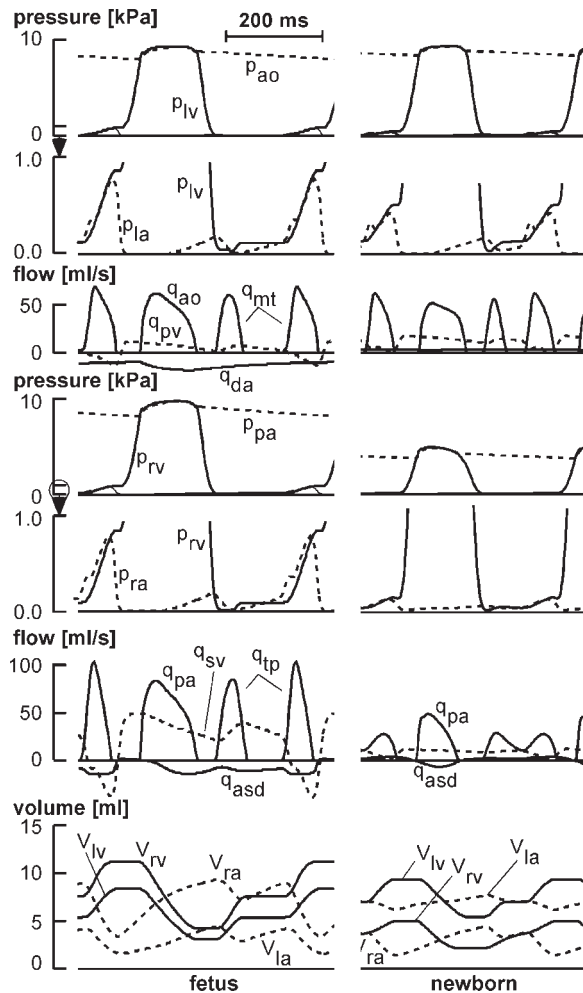 pressure [kPa]
200 ms
10
p_ao
p_lv
0
1.0
p_lv
p_la
0.0
flow [ml/s]
q_ao
q_mt
50
q_pv
0
q_da
pressure [kPa]
10
p_pa
p_rv
0
1.0
p_rv
p_ra
0.0
flow [ml/s]
100
q_pa
q_sv
q_tp
q_pa
50
0
q_asd
q_asd
volume [ml]
15
V_lv
V_rv
V_ra
V_lv
V_rv
V_la
10
5
V_la
V_ra
0
fetus
newborn